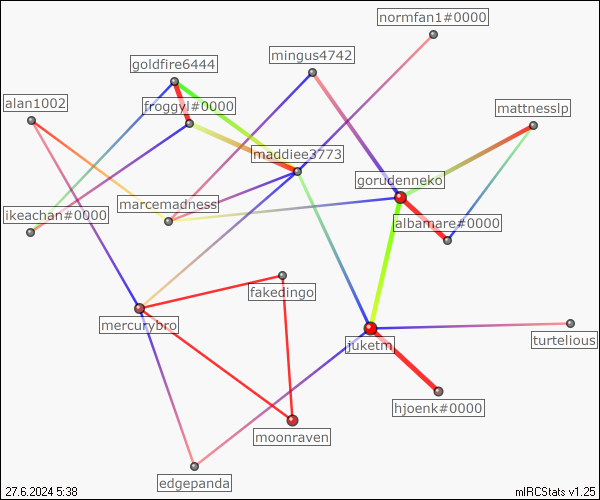 normfan1#0000
mingus4742
goldfire6444
alan1002
froggyl#0000
mattnesslp
maddiee3773
gorudenneko
marcemadness
ikeachan#0000
albamare#0000
fakedingo
mercurybro
juketm
turtelious
hjoenk#0000
moonraven
edgepanda
27.6.2024 5:38
mIRCStats v1.25